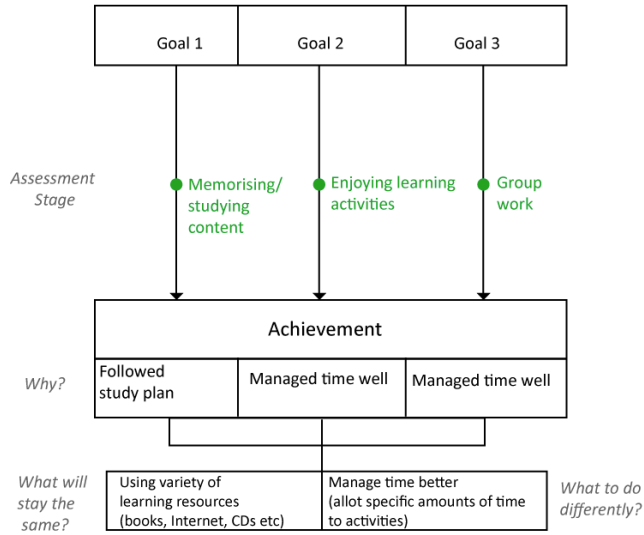 Goal 1
Goal 2
Goal 3
Assessment
Stage
Memorising/
studying
content
Enjoying learning
activities
Group
work
Achievement
Why?
Followed
study plan
Managed time well
Managed time well
What will
stay the
same?
Using variety of
learning resources
(books, Internet, CDs etc)
Manage time better
(allot specific amounts of time
to activities)
What to do
differently?